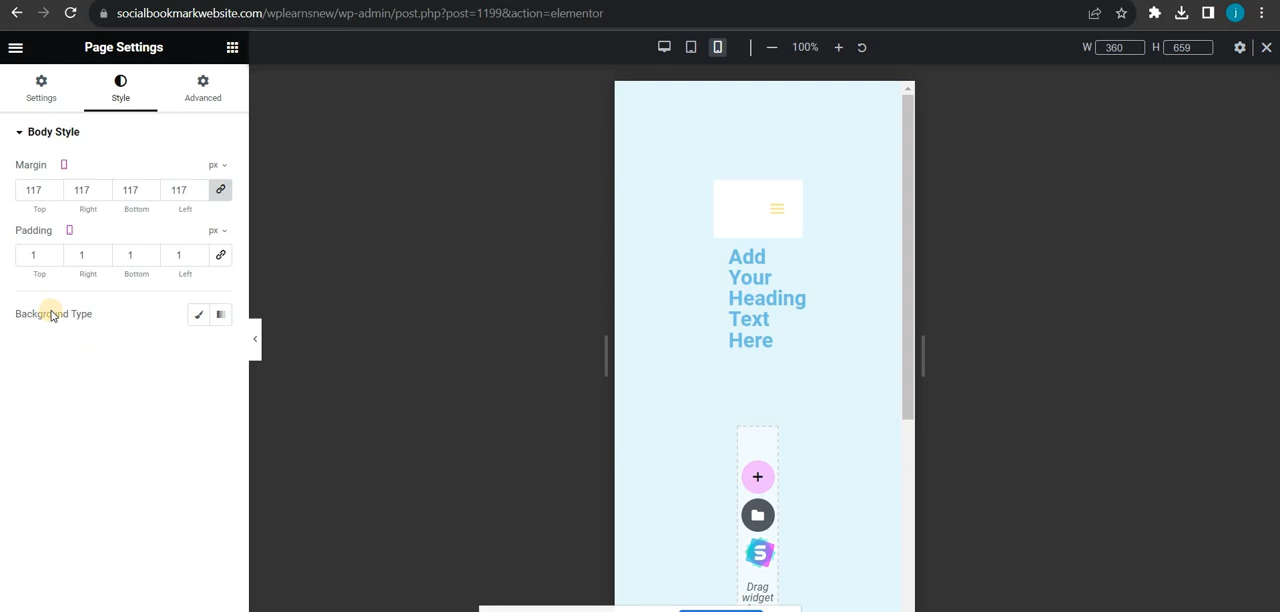 socialbookmarkwebsite.com/wplearnsnew/wp-admin/post.php?post=1199&action=elementor
j
Page Settings
100%
W 360 H 659
Settings
Style
Advanced
Body Style
Margin px
117 117 117 117
Top Right Bottom Left
Padding px
1 1 1 1
Top Right Bottom Left
Background Type
Add
Your
Heading
Text
Here
+
S
Drag
widget